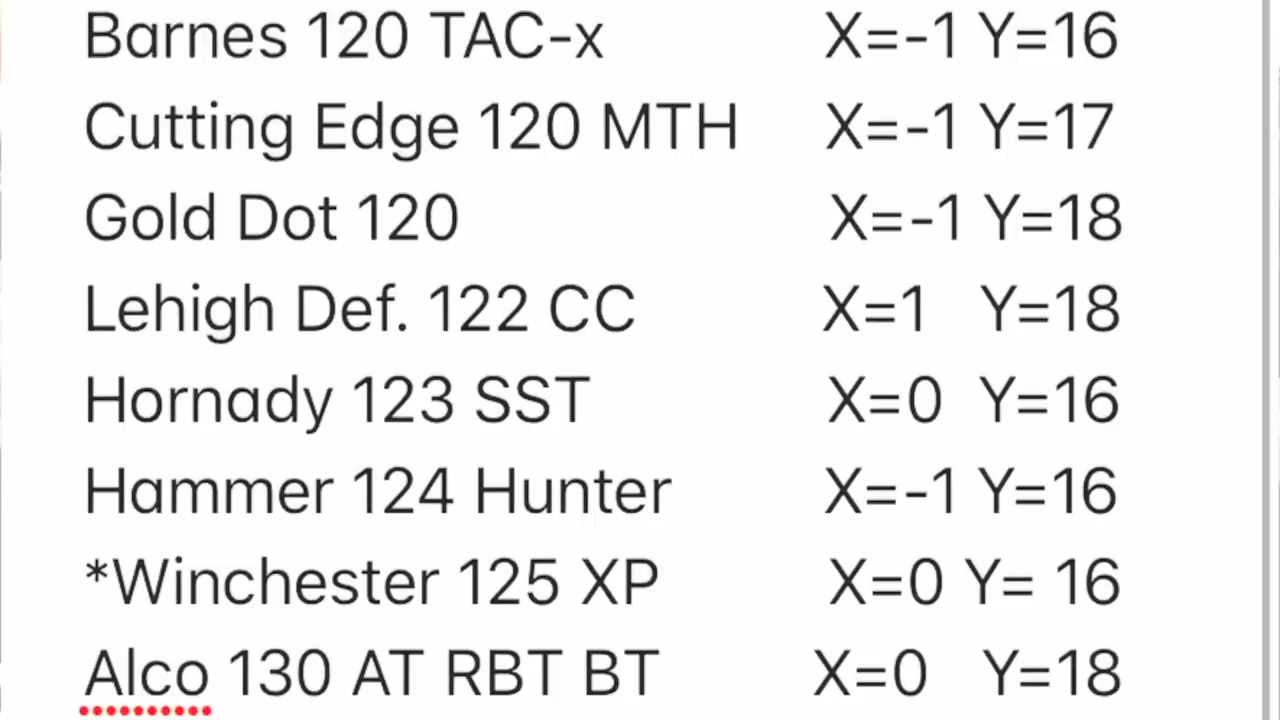 Barnes 120 TAC-x X=-1 Y=16
Cutting Edge 120 MTH X=-1 Y=17
Gold Dot 120 X=-1 Y=18
Lehigh Def. 122 CC X=1 Y=18
Hornady 123 SST X=0 Y=16
Hammer 124 Hunter X=-1 Y=16
*Winchester 125 XP X=0 Y= 16
Alco 130 AT RBT BT X=0 Y=18